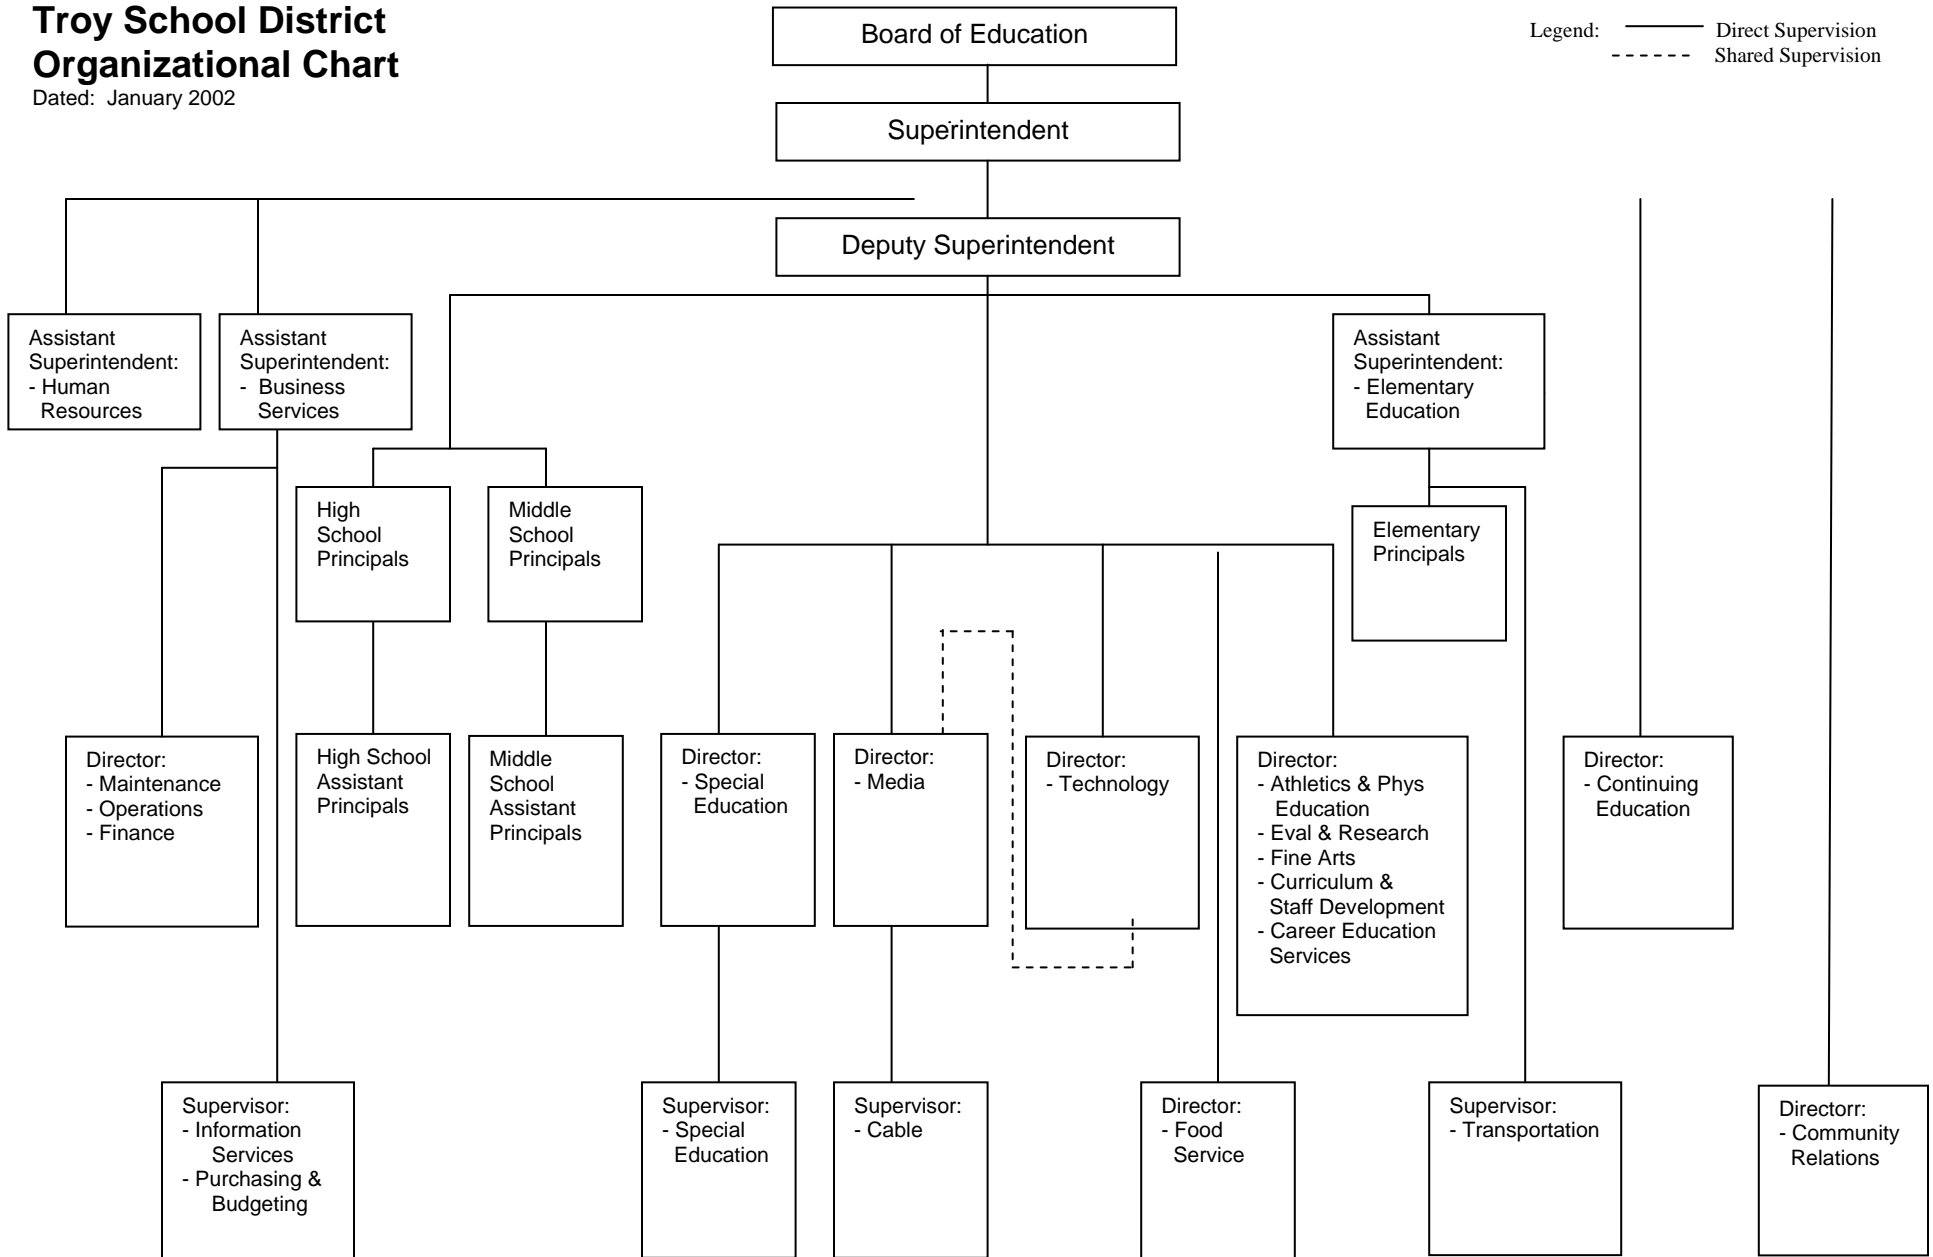 Troy School District
Organizational Chart
Dated: January 2002
Board of Education
Legend:
Direct Supervision
Shared Supervision
Superintendent
Deputy Superintendent
Assistant
Superintendent:
- Human
Resources
Assistant
Superintendent:
- Business
Services
Assistant
Superintendent:
- Elementary
Education
High
School
Principals
Middle
School
Principals
Elementary
Principals
Director:
- Maintenance
- Operations
- Finance
High School
Assistant
Principals
Middle
School
Assistant
Principals
Director:
- Special
Education
Director:
- Media
Director:
- Technology
Director:
- Athletics & Phys
Education
- Eval & Research
- Fine Arts
- Curriculum &
Staff Development
- Career Education
Services
Director:
- Continuing
Education
Supervisor:
- Information
Services
- Purchasing &
Budgeting
Supervisor:
- Special
Education
Supervisor:
- Cable
Director:
- Food
Service
Supervisor:
- Transportation
Directorr:
- Community
Relations